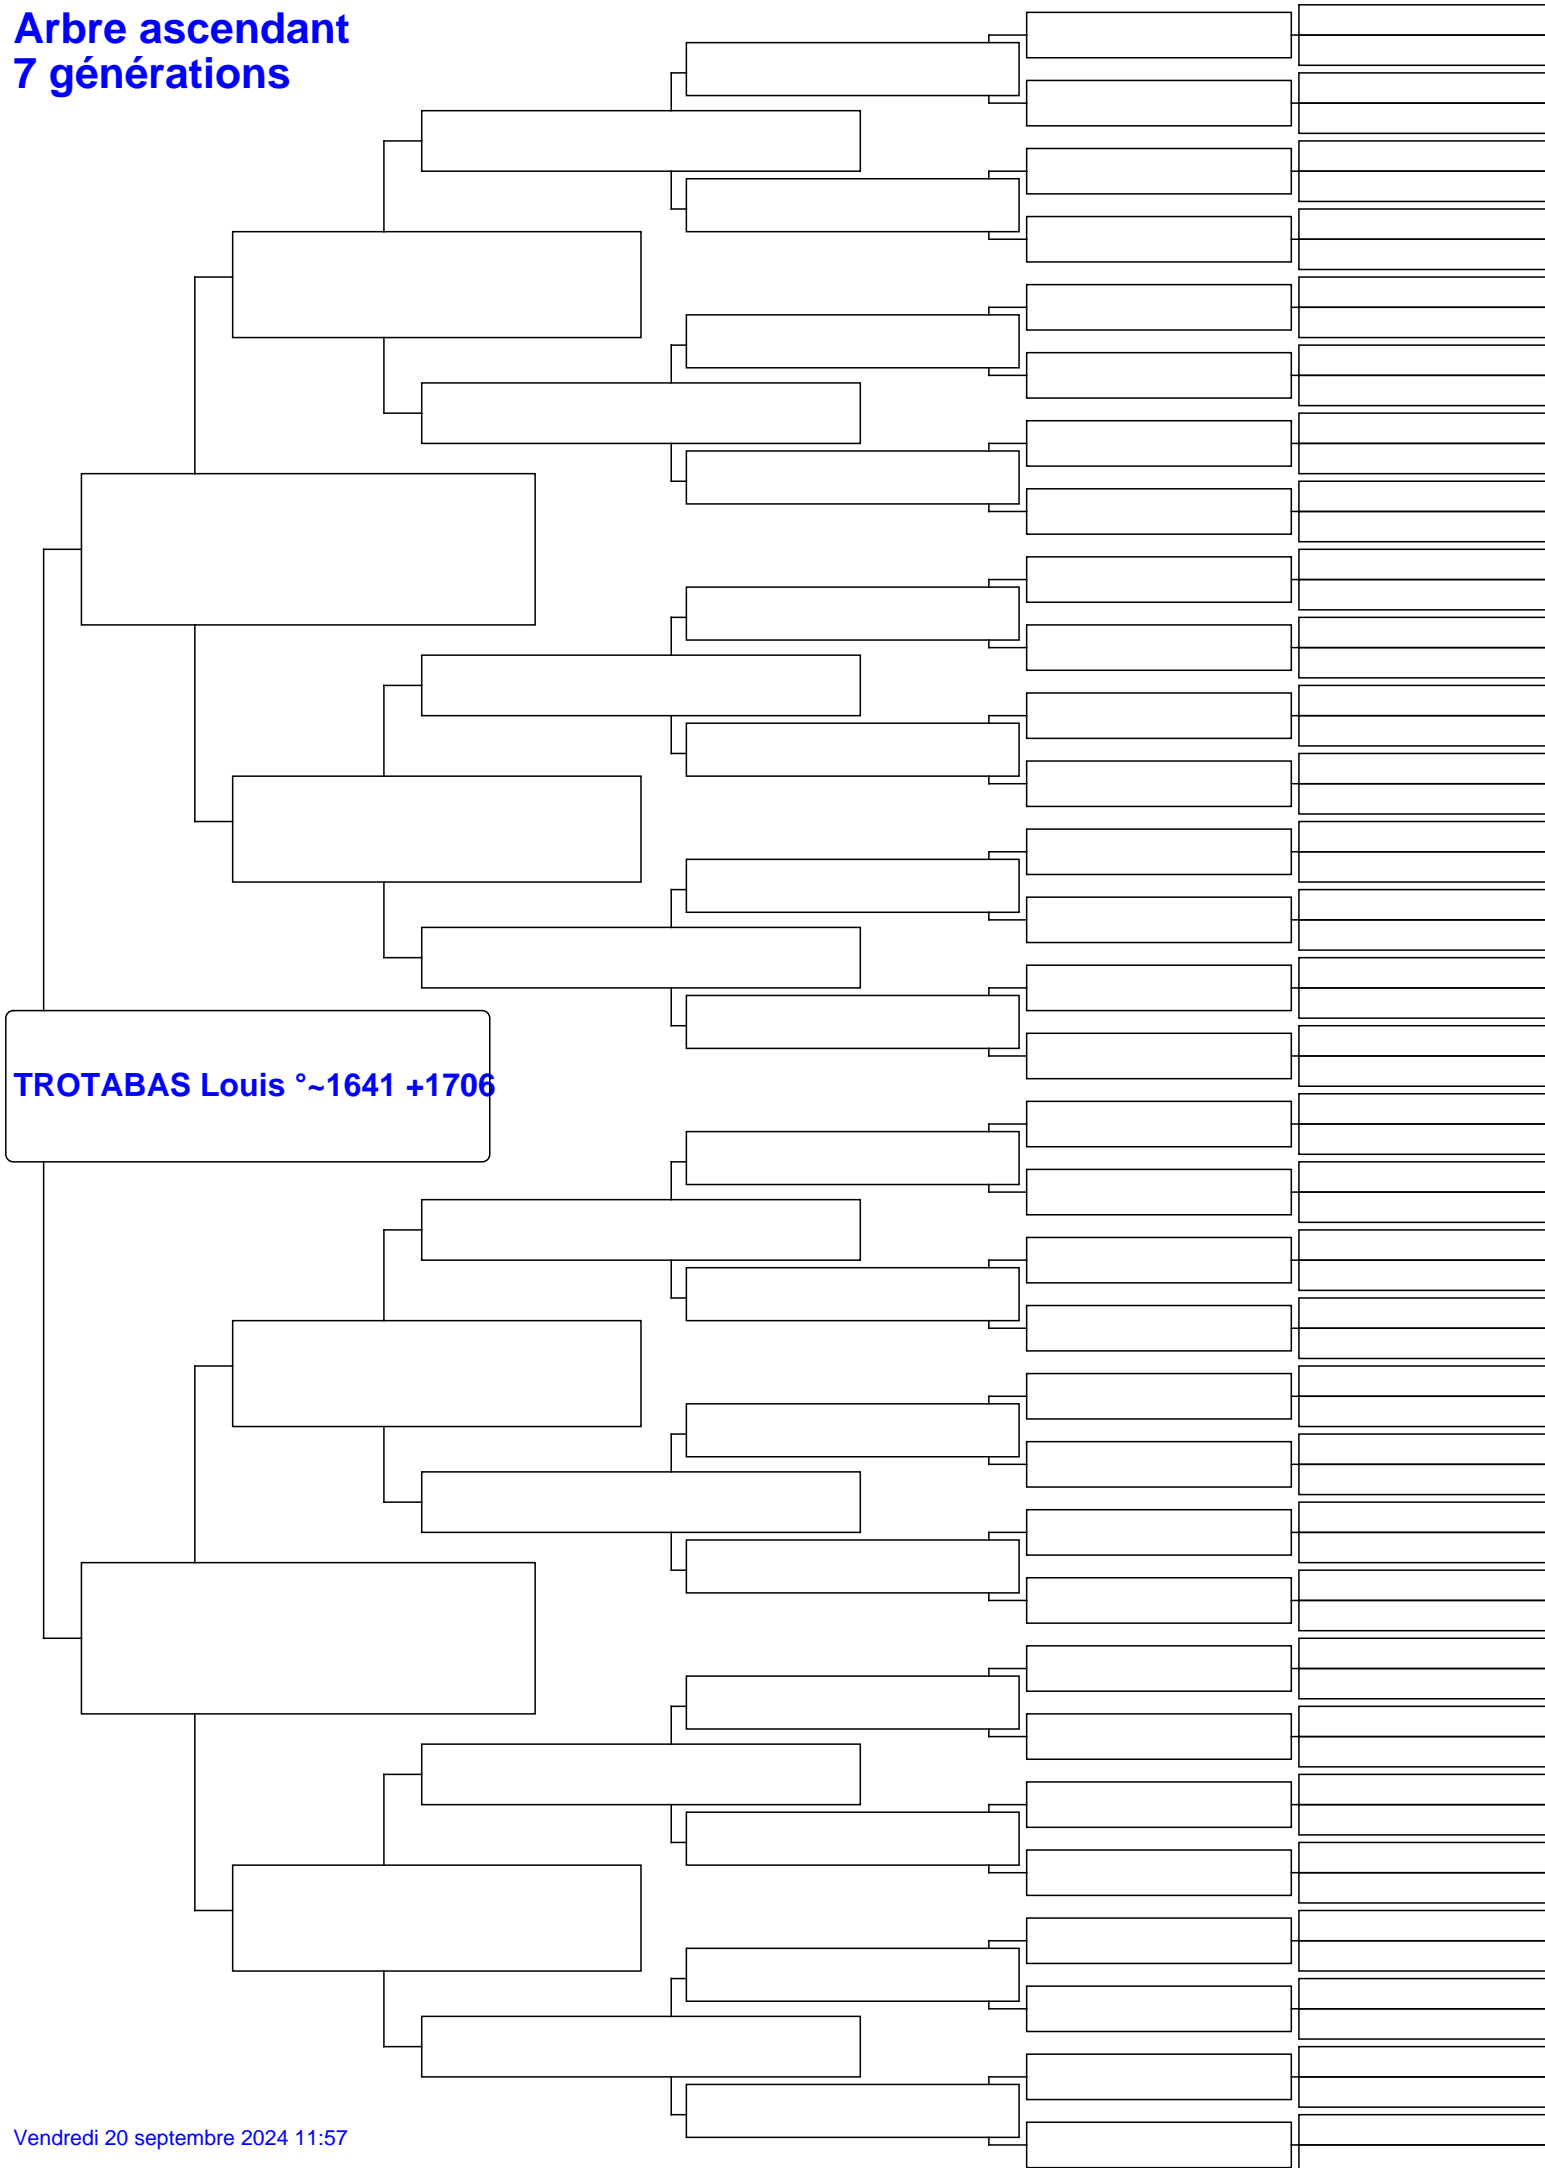 Arbre ascendant
7 générations
TROTABAS Louis °~1641 +1706
Vendredi 20 septembre 2024 11:57